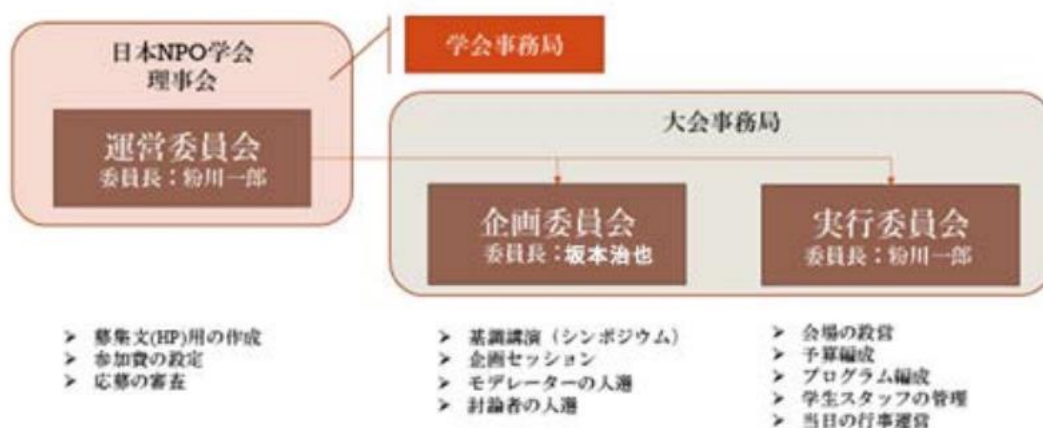 日本NPO学会
理事会
学会事務局
運営委員会
委員長:粉川一郎
大会事務局
企画委員会
委員長:坂本治也
実行委員会
委員長:粉川一郎
➢ 募集文(HP)用の作成
➢ 参加費の設定
➢ 応募の審査
➢ 基調講演(シンポジウム)
➢ 企画セッション
➢ モデレーターの人選
➢ 討論者の人選
➢ 会場の設営
➢ 予算編成
➢ プログラム編成
➢ 学生スタッフの管理
➢ 当日の行事運営